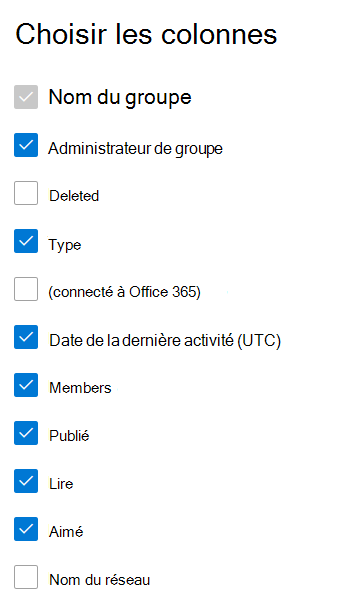 Choisir les colonnes
Nom du groupe
Administrateur de groupe
Deleted
Type
(connecté à Office 365)
Date de la dernière activité (UTC)
Members
Publié
Lire
Aimé
Nom du réseau